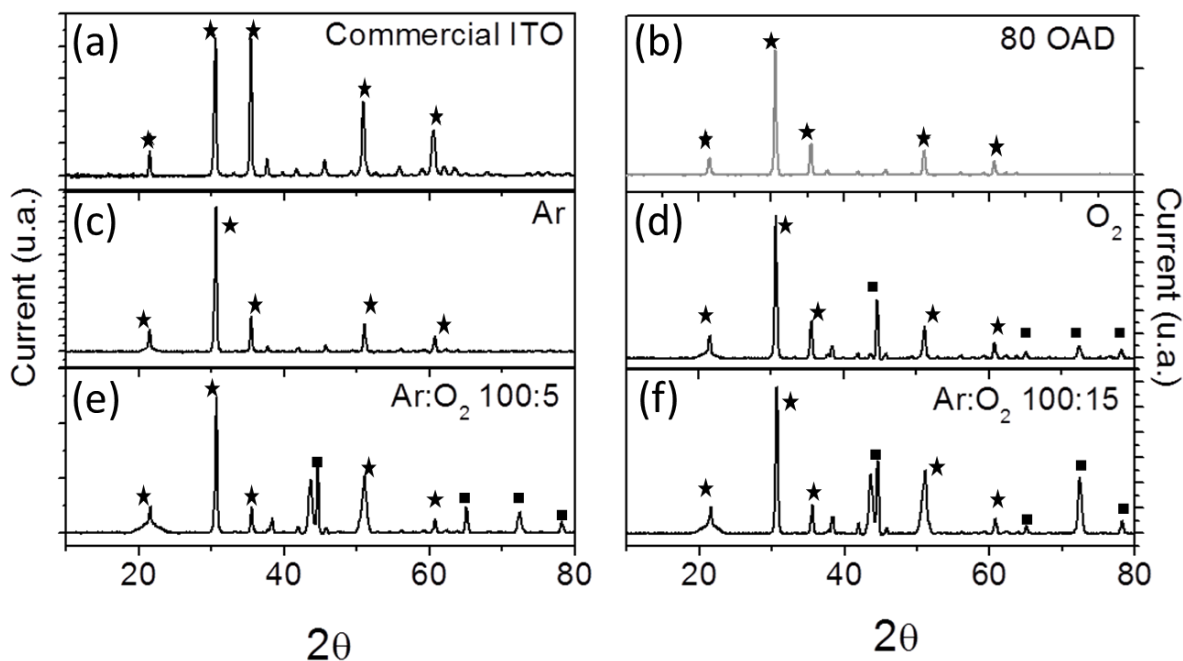 (a) Commercial ITO
(b) 80 OAD
(c) Ar
(d) O₂
(e) Ar:O₂ 100:5
(f) Ar:O₂ 100:15
Current (u.a.)
Current (u.a.)
20 40 60 80
20 40 60 80
2θ
2θ